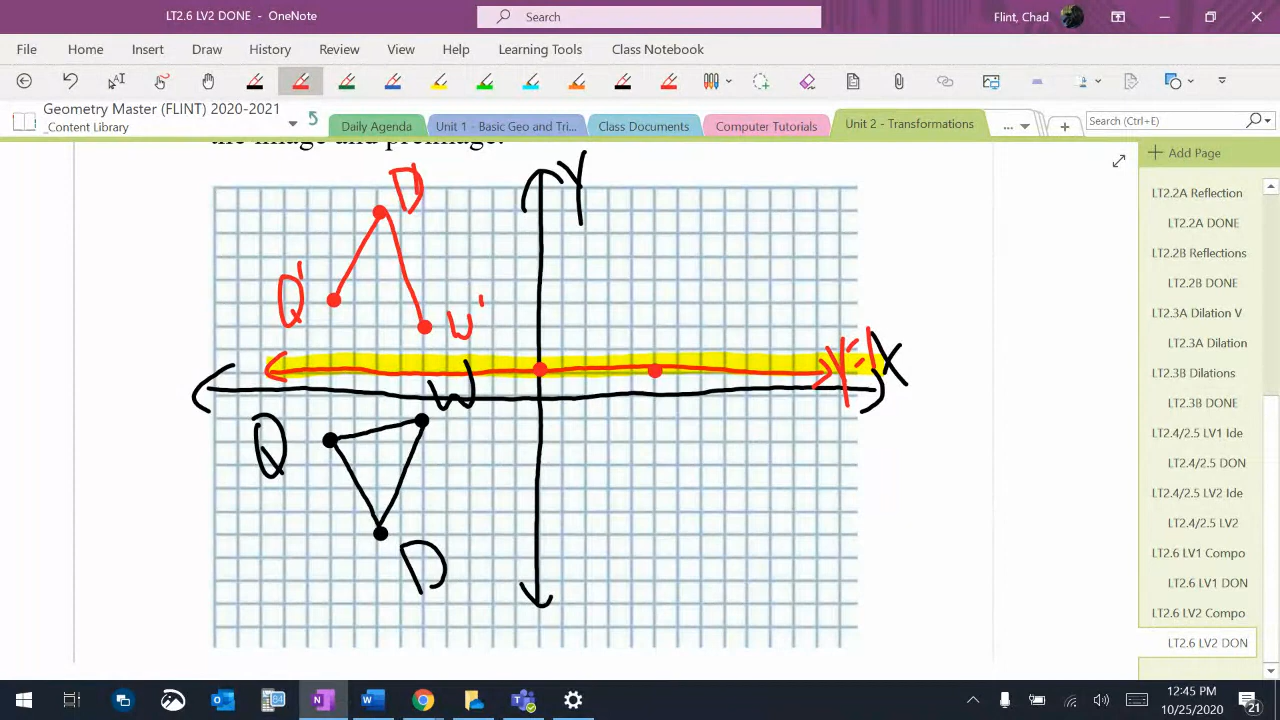 LT2.6 LV2 DONE - OneNote
Search
Flint, Chad
File Home Insert Draw History Review View Help Learning Tools Class Notebook
Geometry Master (FLINT) 2020-2021
_Content Library
Daily Agenda
Unit 1 - Basic Geo and Tri...
Class Documents
Computer Tutorials
Unit 2 - Transformations
...
Search (Ctrl+E)
Add Page
the image and preimage.
LT2.2A Reflection
LT2.2A DONE
LT2.2B Reflections
LT2.2B DONE
LT2.3A Dilation V
LT2.3A Dilation
LT2.3B Dilations
LT2.3B DONE
LT2.4/2.5 LV1 Ide
LT2.4/2.5 DON
LT2.4/2.5 LV2 Ide
LT2.4/2.5 LV2
LT2.6 LV1 Compo
LT2.6 LV1 DON
LT2.6 LV2 Compo
LT2.6 LV2 DON
Y
D
Q'
W'
X
W
Q
D
12:45 PM
10/25/2020
21